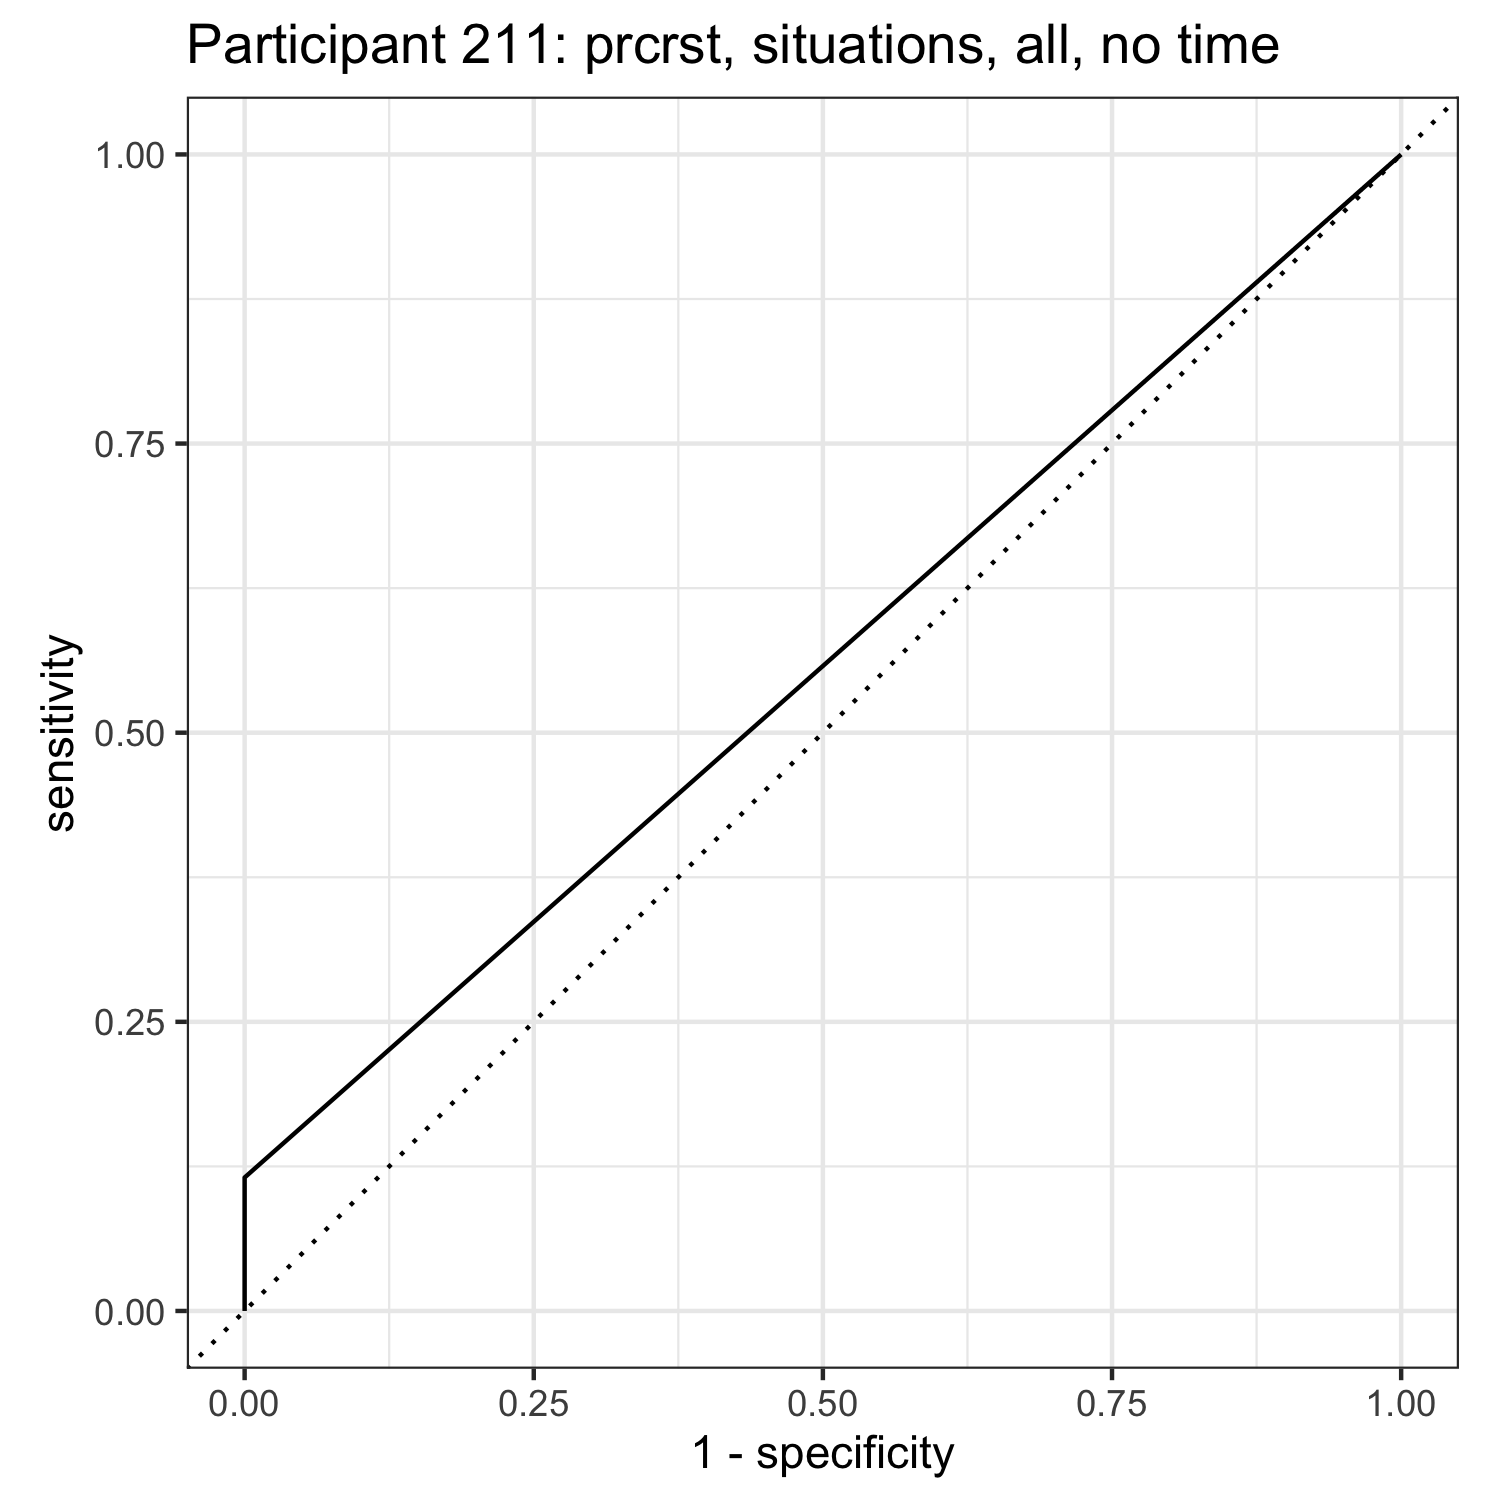 Participant 211: prcrst, situations, all, no time
1.00
0.75
0.50
0.25
0.00
sensitivity
0.00 0.25 0.50 0.75 1.00
1 - specificity